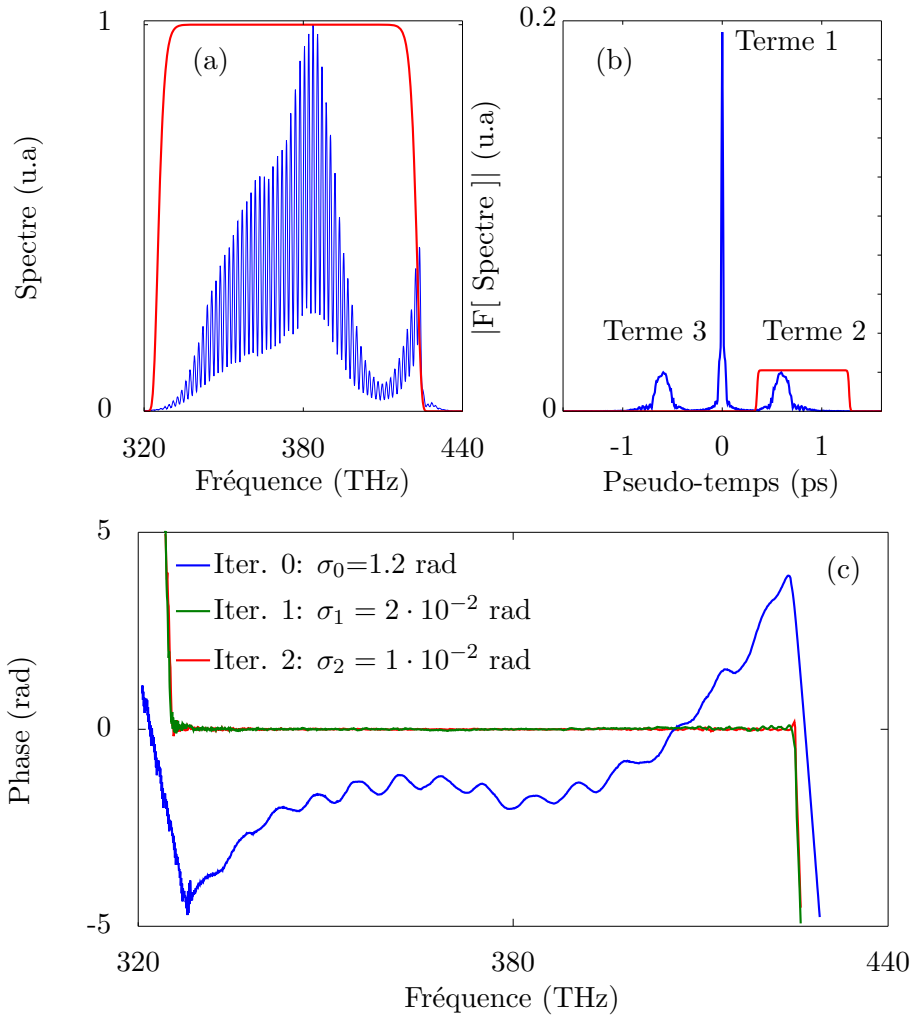 1
(a)
Spectre (u.a)
0
320
380
440
Fréquence (THz)
0.2
(b)
Terme 1
|F[ Spectre ]| (u.a)
Terme 3
Terme 2
0
-1
0
1
Pseudo-temps (ps)
5
Iter. 0: σ₀=1.2 rad
(c)
Iter. 1: σ₁ = 2 · 10⁻² rad
Iter. 2: σ₂ = 1 · 10⁻² rad
Phase (rad)
0
-5
320
380
440
Fréquence (THz)